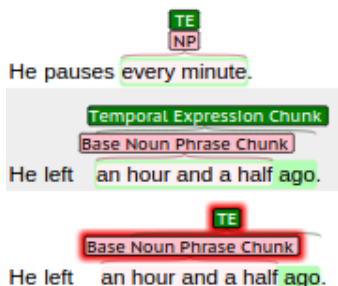 TE
NP
He pauses every minute.
Temporal Expression Chunk
Base Noun Phrase Chunk
He left an hour and a half ago.
TE
Base Noun Phrase Chunk
He left an hour and a half ago.